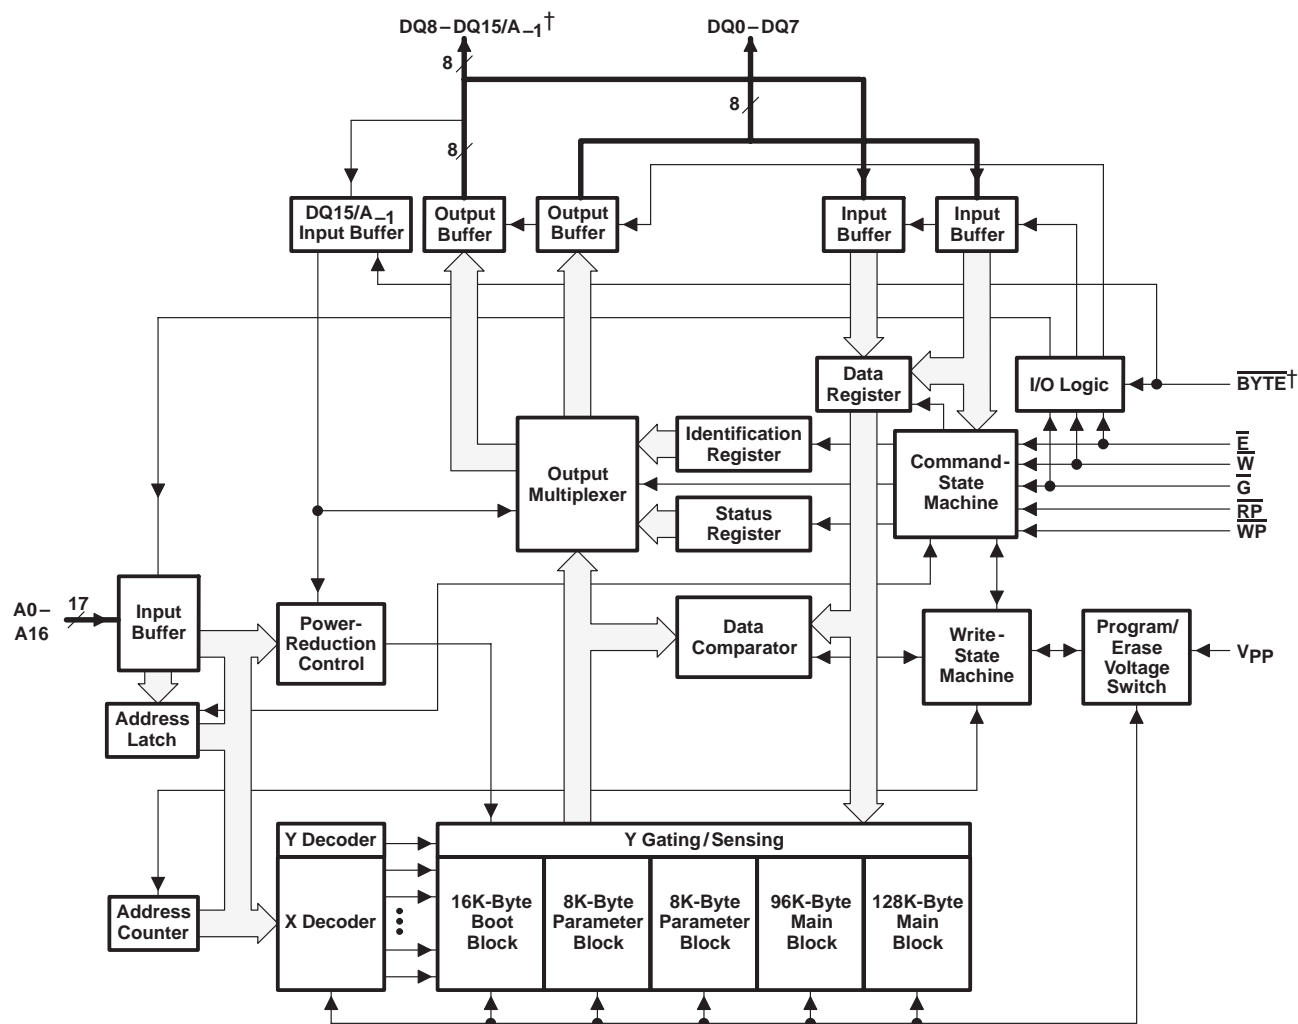 DQ8–DQ15/A–1†
DQ0–DQ7
8
8
8
DQ15/A–1
Input Buffer
Output
Buffer
Output
Buffer
Input
Buffer
Input
Buffer
Data
Register
I/O Logic
BYTE†
E
W
G
RP
WP
Output
Multiplexer
Identification
Register
Status
Register
Command-
State
Machine
A0–
A16
17
Input
Buffer
Power-
Reduction
Control
Data
Comparator
Write-
State
Machine
Program/
Erase
Voltage
Switch
VPP
Address
Latch
Y Decoder
Y Gating/Sensing
Address
Counter
X Decoder
16K-Byte
Boot
Block
8K-Byte
Parameter
Block
8K-Byte
Parameter
Block
96K-Byte
Main
Block
128K-Byte
Main
Block